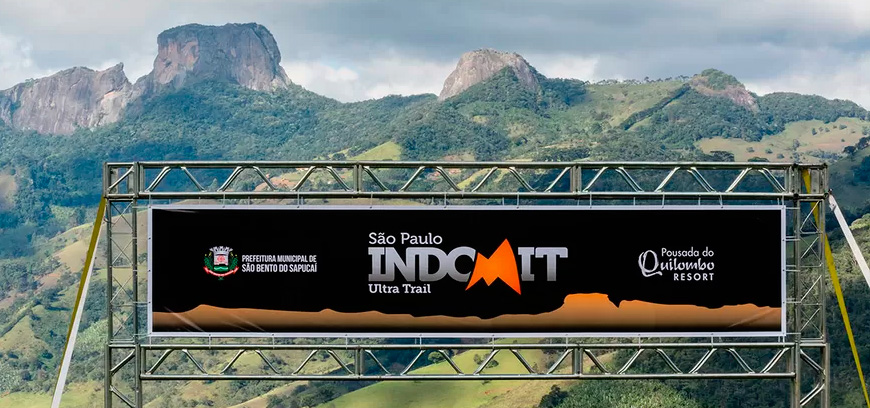 PREFEITURA MUNICIPAL DE
SÃO BENTO DO SAPUCAÍ
São Paulo
INDOMIT
Ultra Trail
Pousada do
Quilombo
RESORT